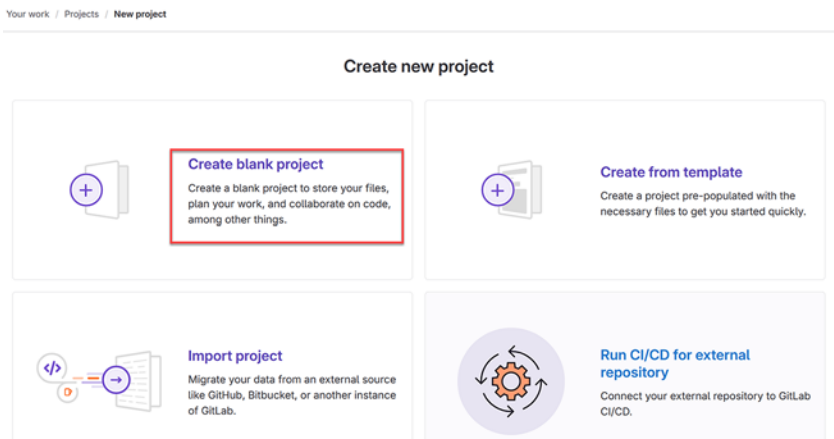 Your work / Projects / New project
Create new project
Create blank project
Create a blank project to store your files,
plan your work, and collaborate on code,
among other things.
Create from template
Create a project pre-populated with the
necessary files to get you started quickly.
Import project
Migrate your data from an external source
like GitHub, Bitbucket, or another instance
of GitLab.
Run CI/CD for external
repository
Connect your external repository to GitLab
CI/CD.